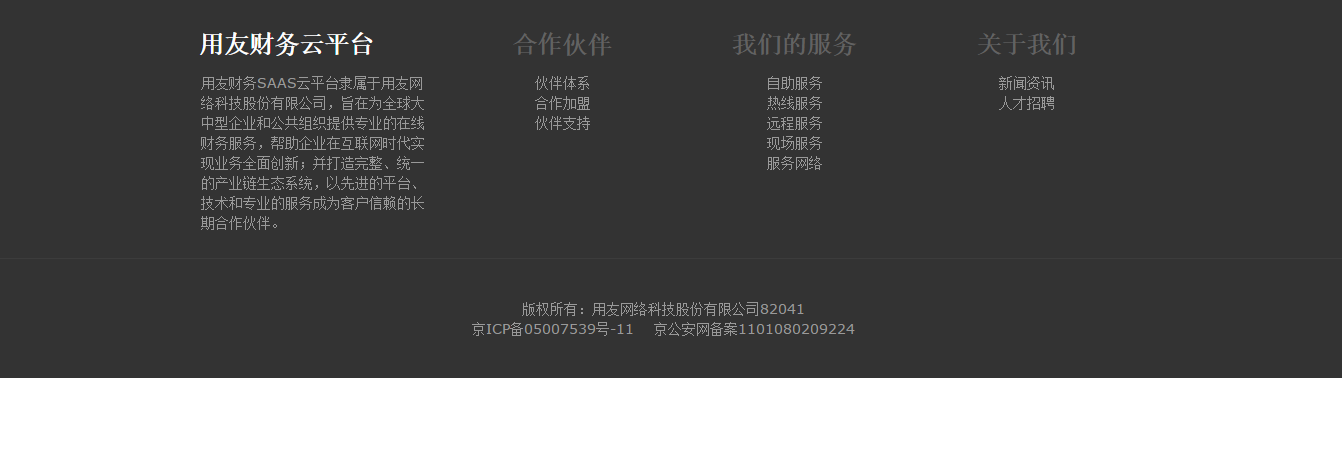 用友财务云平台
用友财务SAAS云平台隶属于用友网
络科技股份有限公司，旨在为全球大
中型企业和公共组织提供专业的在线
财务服务，帮助企业在互联网时代实
现业务全面创新；并打造完整、统一
的产业链生态系统，以先进的平台、
技术和专业的服务成为客户信赖的长
期合作伙伴。
合作伙伴
伙伴体系
合作加盟
伙伴支持
我们的服务
自助服务
热线服务
远程服务
现场服务
服务网络
关于我们
新闻资讯
人才招聘
版权所有：用友网络科技股份有限公司82041
京ICP备05007539号-11 京公安网备案1101080209224